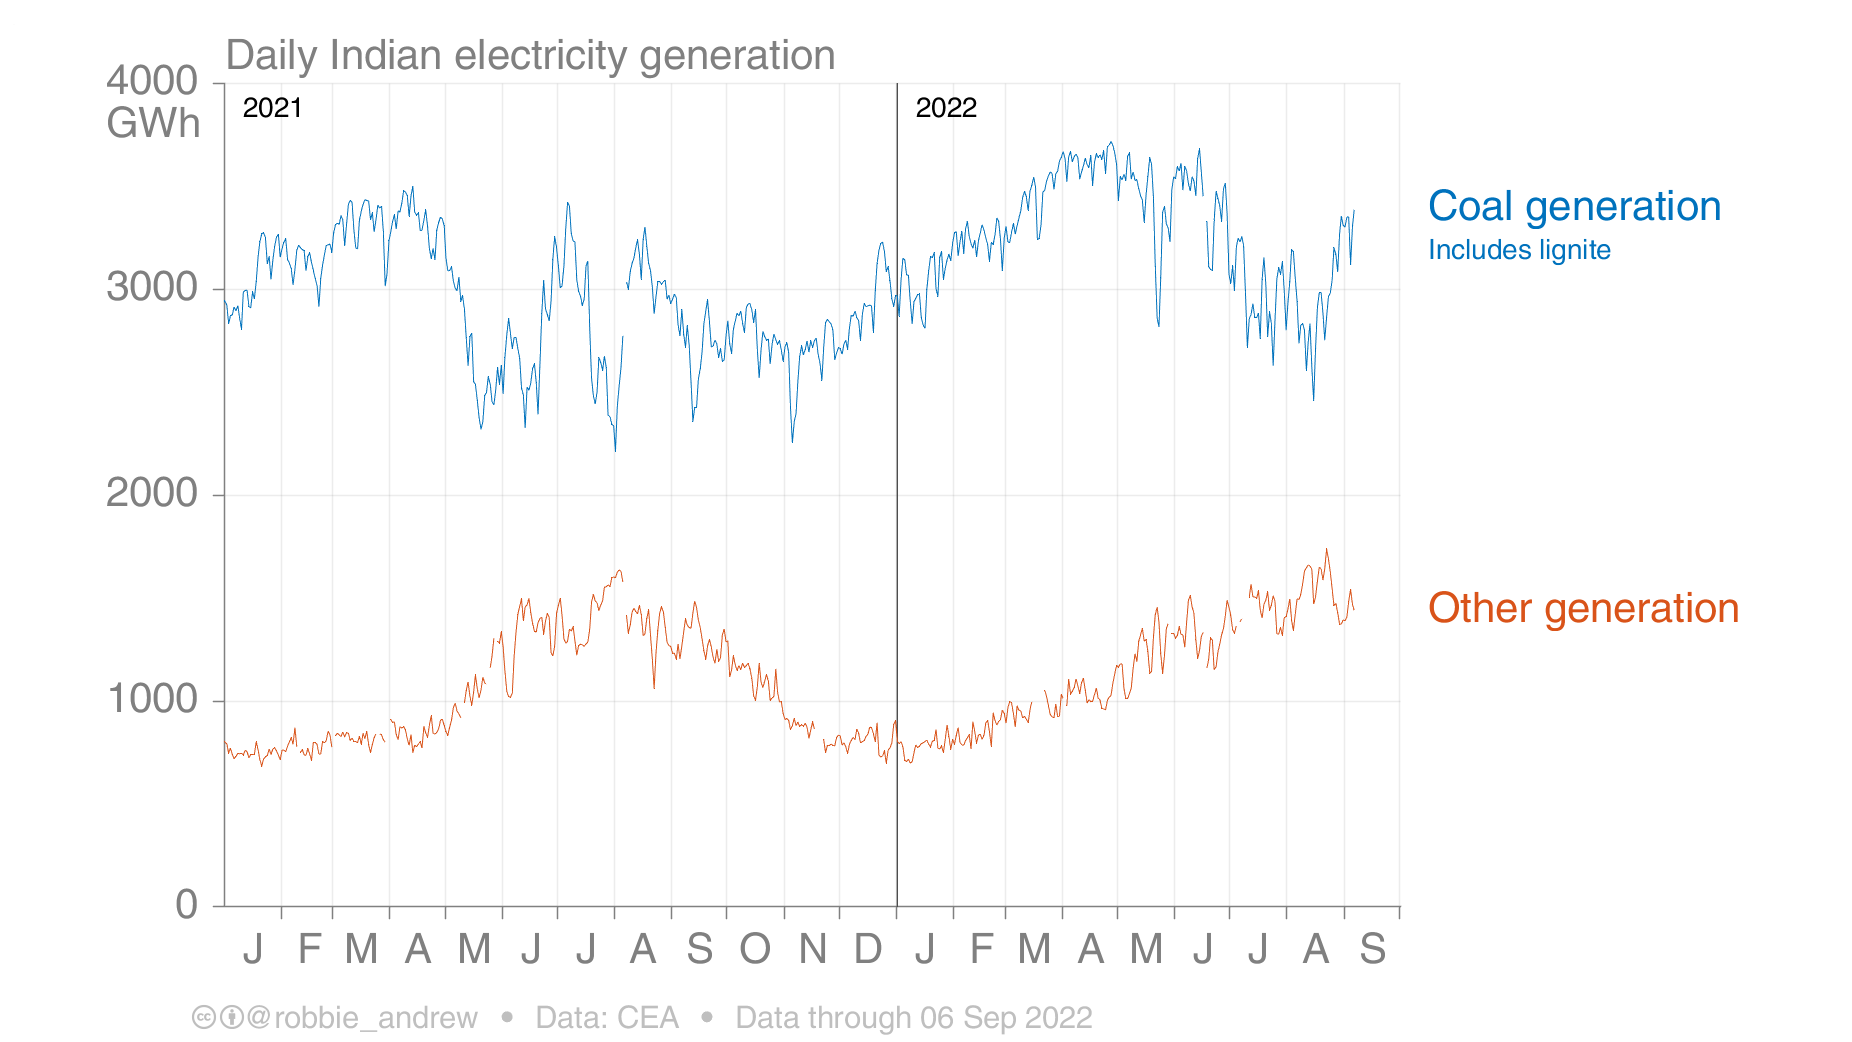 Daily Indian electricity generation
4000
GWh
2021
2022
3000
2000
1000
0
Coal generation
Includes lignite
Other generation
J F M A M J J A S O N D J F M A M J J A S
@robbie_andrew • Data: CEA • Data through 06 Sep 2022